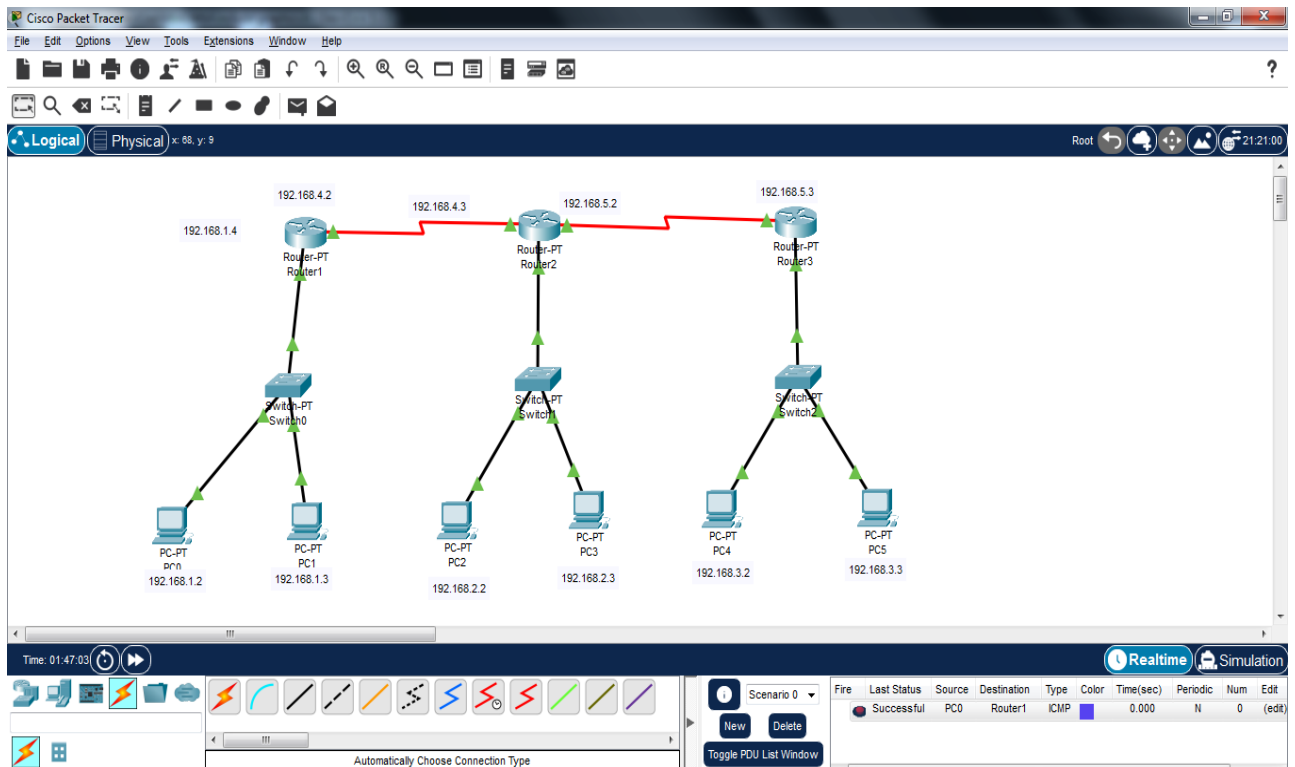 Cisco Packet Tracer
File Edit Options View Tools Extensions Window Help
?
Logical Physical x: 68, y: 9 Root 21:21:00
192.168.4.2
192.168.4.3
192.168.5.2
192.168.5.3
192.168.1.4
Router-PT
Router1
Router-PT
Router2
Router-PT
Router3
Switch-PT
Switch0
Switch-PT
Switch1
Switch-PT
Switch2
PC-PT
PC0
192.168.1.2
PC-PT
PC1
192.168.1.3
PC-PT
PC2
192.168.2.2
PC-PT
PC3
192.168.2.3
PC-PT
PC4
192.168.3.2
PC-PT
PC5
192.168.3.3
Time: 01:47:03 Realtime Simulation
Scenario 0
New Delete
Toggle PDU List Window
Fire Last Status Source Destination Type Color Time(sec) Periodic Num Edit
Successful PC0 Router1 ICMP 0.000 N 0 (edit)
Automatically Choose Connection Type